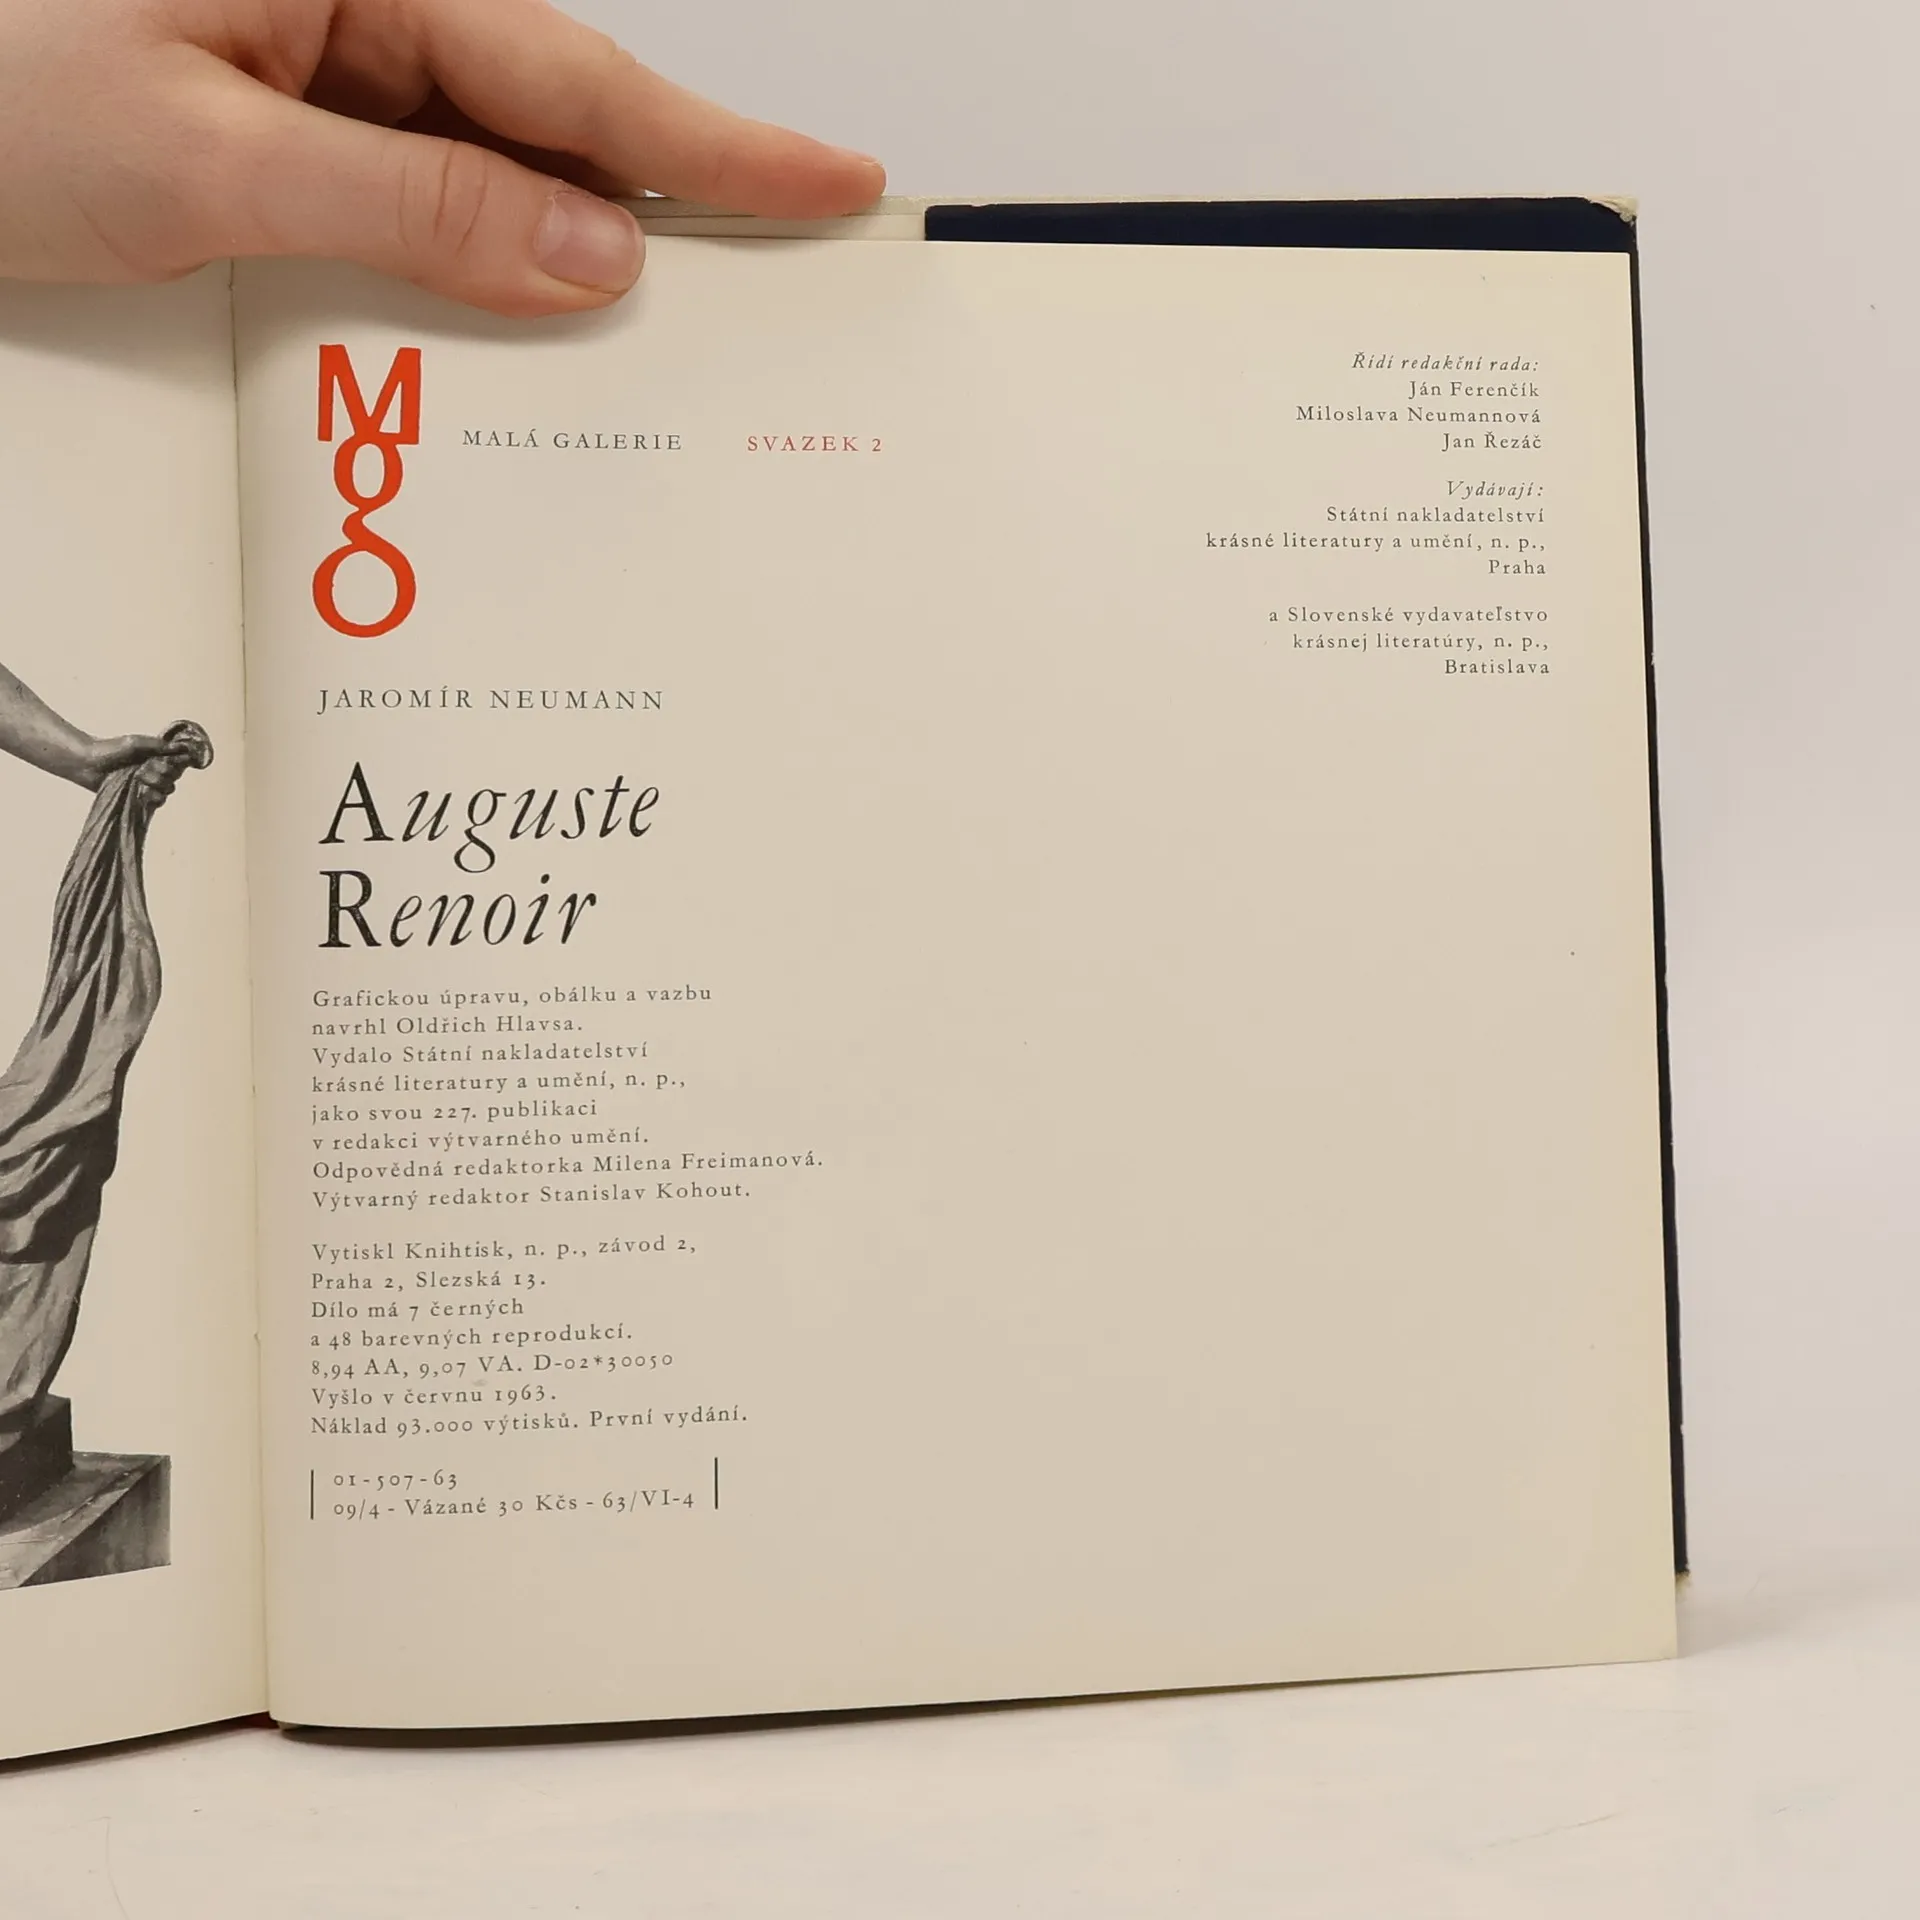 Mg
MALÁ GALERIE SVAZEK 2
Řídí redakční rada:
Ján Ferenčík
Miloslava Neumannová
Jan Řezáč
Vydávají:
Státní nakladatelství
krásné literatury a umění, n. p.,
Praha
a Slovenské vydavateľstvo
krásnej literatúry, n. p.,
Bratislava
JAROMÍR NEUMANN
Auguste
Renoir
Grafickou úpravu, obálku a vazbu
navrhl Oldřich Hlavsa.
Vydalo Státní nakladatelství
krásné literatury a umění, n. p.,
jako svou 227. publikaci
v redakci výtvarného umění.
Odpovědná redaktorka Milena Freimanová.
Výtvarný redaktor Stanislav Kohout.
Vytiskl Knihtisk, n. p., závod 2,
Praha 2, Slezská 13.
Dílo má 7 černých
a 48 barevných reprodukcí.
8,94 AA, 9,07 VA. D-02*30050
Vyšlo v červnu 1963.
Náklad 93.000 výtisků. První vydání.
01-507-63
09/4 - Vázané 30 Kčs - 63/VI-4